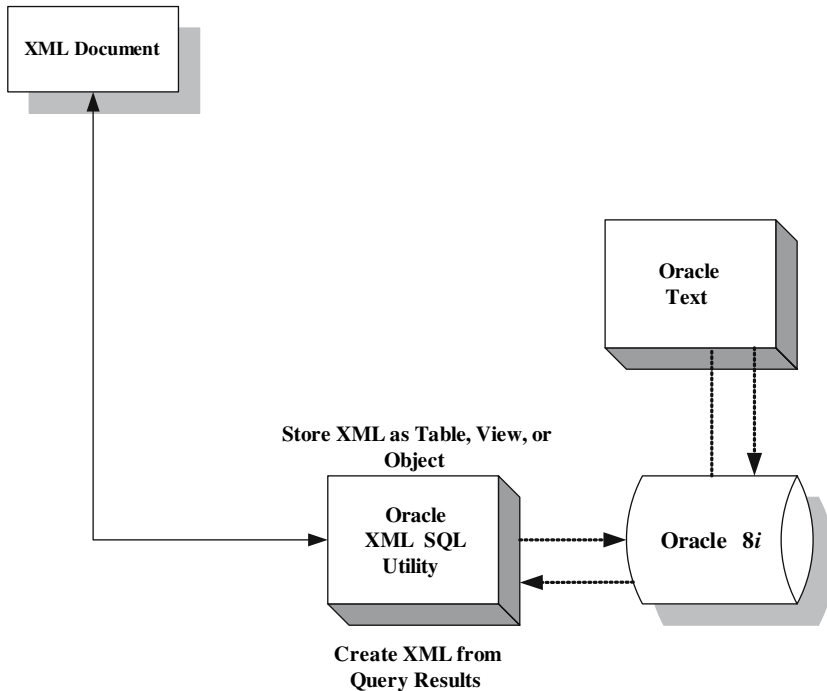 XML Document
Oracle
Text
Store XML as Table, View, or
Object
Oracle
XML SQL
Utility
Oracle 8i
Create XML from
Query Results